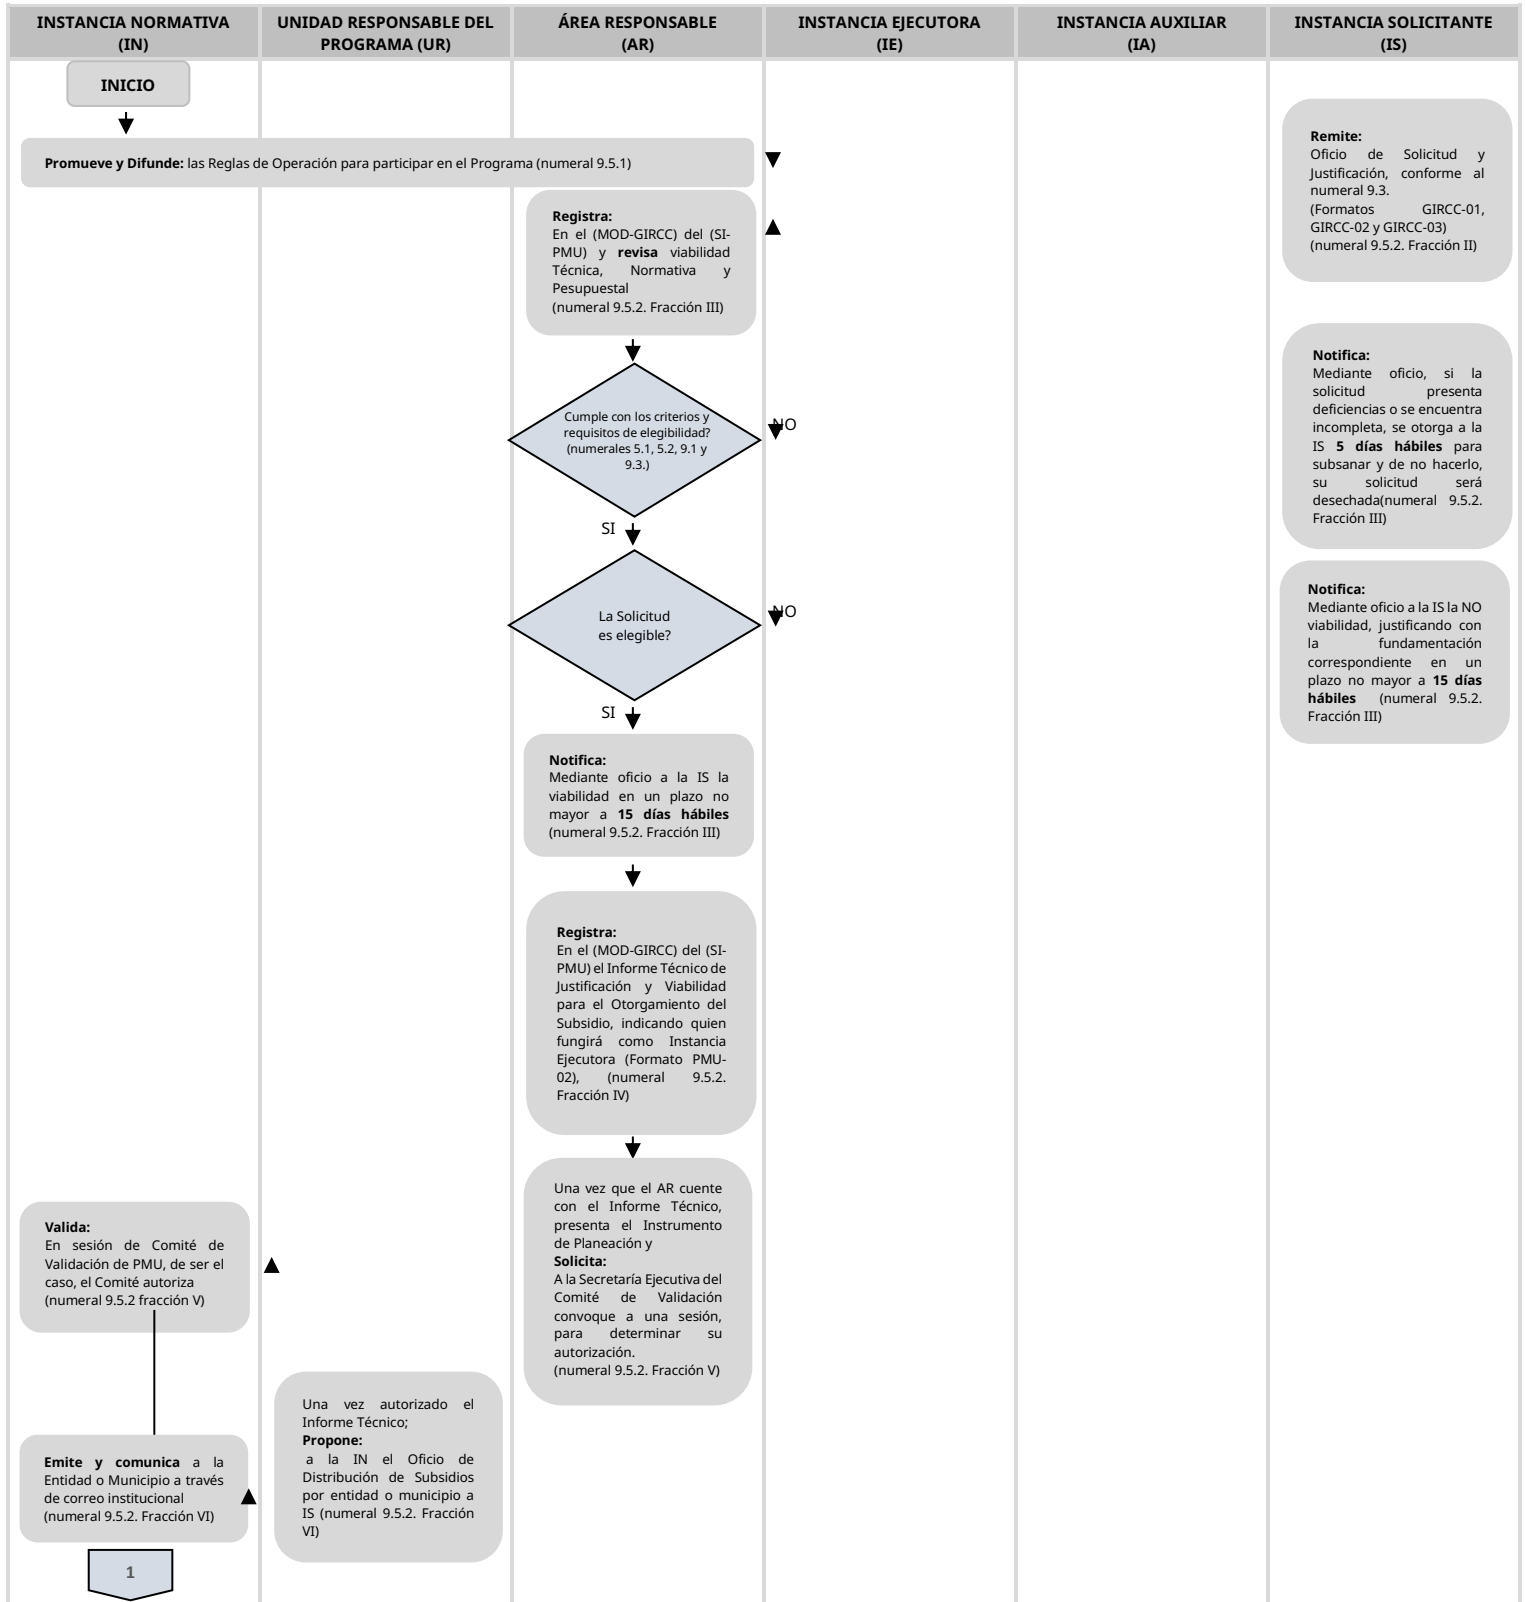 INSTANCIA NORMATIVA
(IN)
UNIDAD RESPONSABLE DEL
PROGRAMA (UR)
ÁREA RESPONSABLE
(AR)
INSTANCIA EJECUTORA
(IE)
INSTANCIA AUXILIAR
(IA)
INSTANCIA SOLICITANTE
(IS)
INICIO
Promueve y Difunde: las Reglas de Operación para participar en el Programa (numeral 9.5.1)
Remite:
Oficio de Solicitud y
Justificación, conforme al
numeral 9.3.
(Formatos GIRCC-01,
GIRCC-02 y GIRCC-03)
(numeral 9.5.2. Fracción II)
Registra:
En el (MOD-GIRCC) del (SI-
PMU) y revisa viabilidad
Técnica, Normativa y
Pesupuestal
(numeral 9.5.2. Fracción III)
Cumple con los criterios y
requisitos de elegibilidad?
(numerales 5.1, 5.2, 9.1 y
9.3.)
NO
Notifica:
Mediante oficio, si la
solicitud presenta
deficiencias o se encuentra
incompleta, se otorga a la
IS 5 días hábiles para
subsanar y de no hacerlo,
su solicitud será
desechada(numeral 9.5.2.
Fracción III)
SI
La Solicitud
es elegible?
NO
Notifica:
Mediante oficio a la IS la NO
viabilidad, justificando con
la fundamentación
correspondiente en un
plazo no mayor a 15 días
hábiles (numeral 9.5.2.
Fracción III)
SI
Notifica:
Mediante oficio a la IS la
viabilidad en un plazo no
mayor a 15 días hábiles
(numeral 9.5.2. Fracción III)
Registra:
En el (MOD-GIRCC) del (SI-
PMU) el Informe Técnico de
Justificación y Viabilidad
para el Otorgamiento del
Subsidio, indicando quien
fungirá como Instancia
Ejecutora (Formato PMU-
02), (numeral 9.5.2.
Fracción IV)
Una vez que el AR cuente
con el Informe Técnico,
presenta el Instrumento
de Planeación y
Solicita:
A la Secretaría Ejecutiva del
Comité de Validación
convoque a una sesión,
para determinar su
autorización.
(numeral 9.5.2. Fracción V)
Valida:
En sesión de Comité de
Validación de PMU, de ser el
caso, el Comité autoriza
(numeral 9.5.2 fracción V)
Una vez autorizado el
Informe Técnico;
Propone:
a la IN el Oficio de
Distribución de Subsidios
por entidad o municipio a
IS (numeral 9.5.2. Fracción
VI)
Emite y comunica a la
Entidad o Municipio a través
de correo institucional
(numeral 9.5.2. Fracción VI)
1